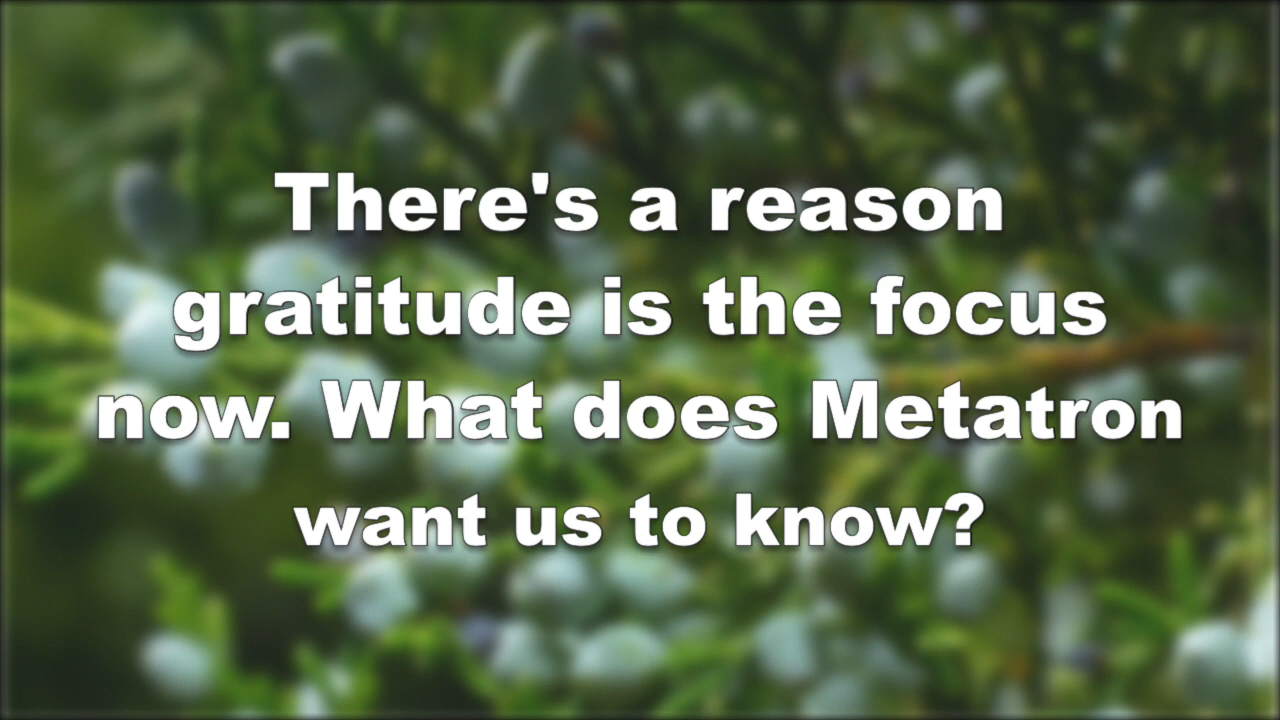 There's a reason
gratitude is the focus
now. What does Metatron
want us to know?